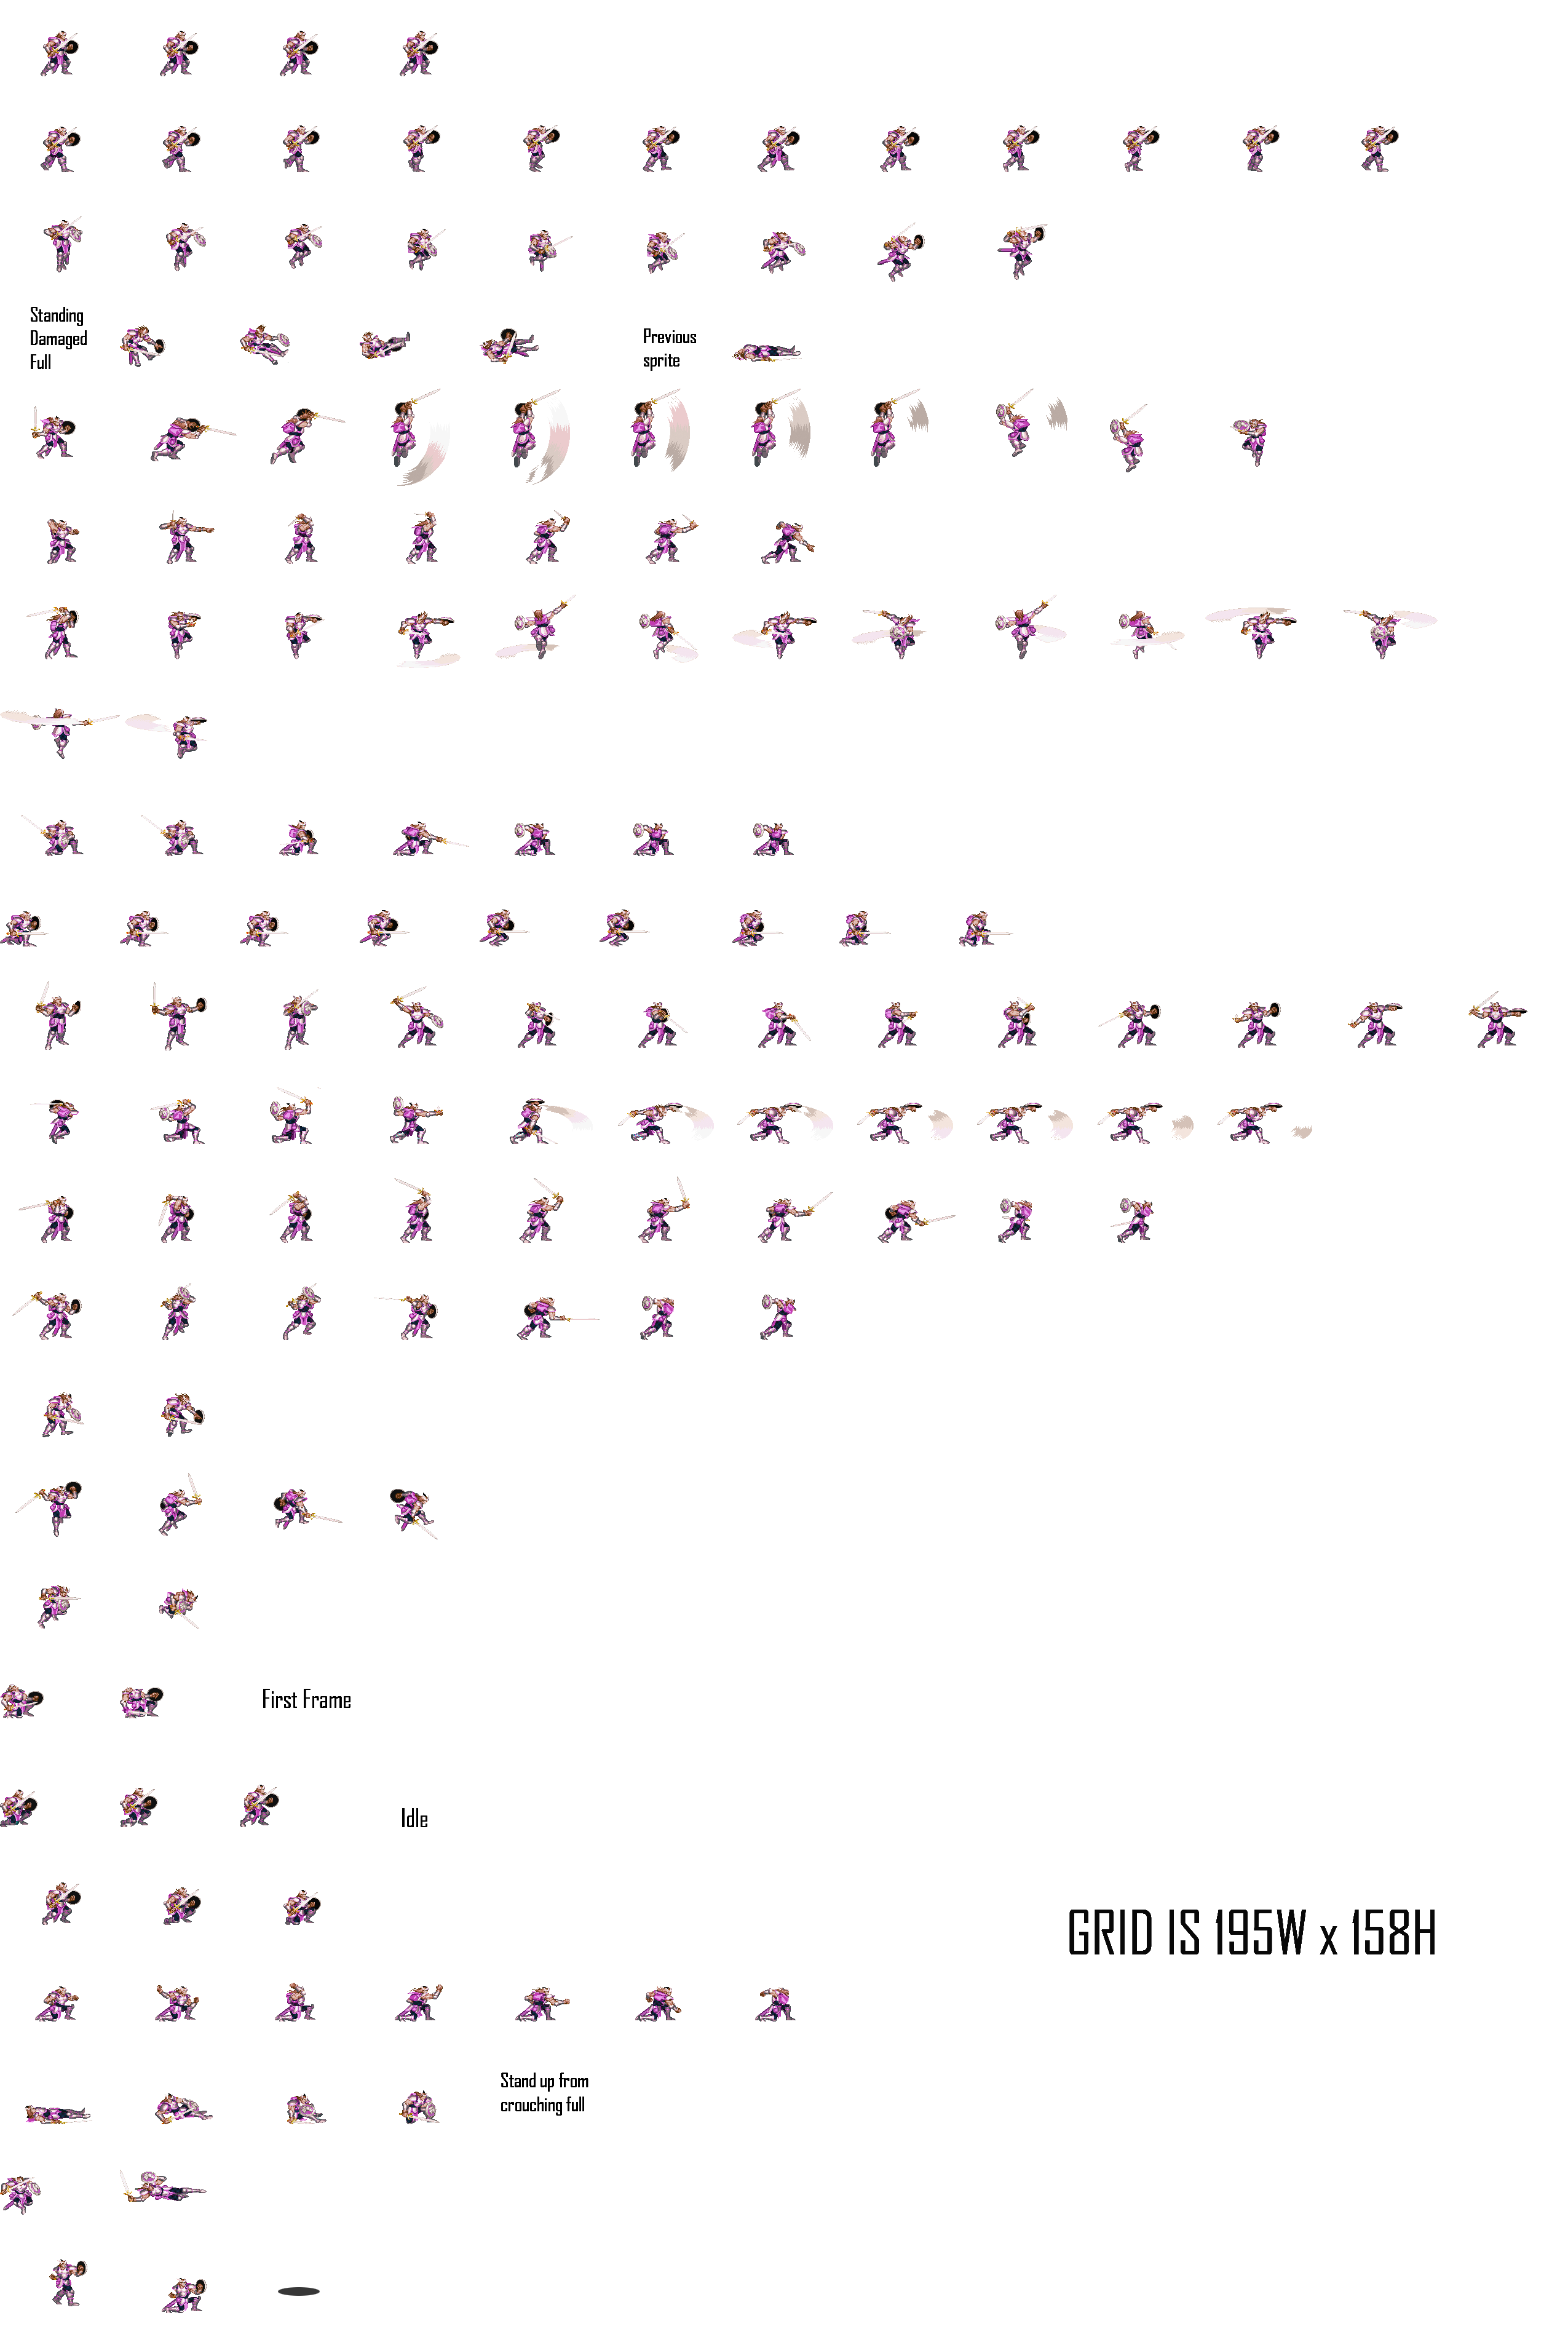 Standing
Damaged
Full
Previous
sprite
First Frame
Idle
GRID IS 195W x 158H
Stand up from
crouching full